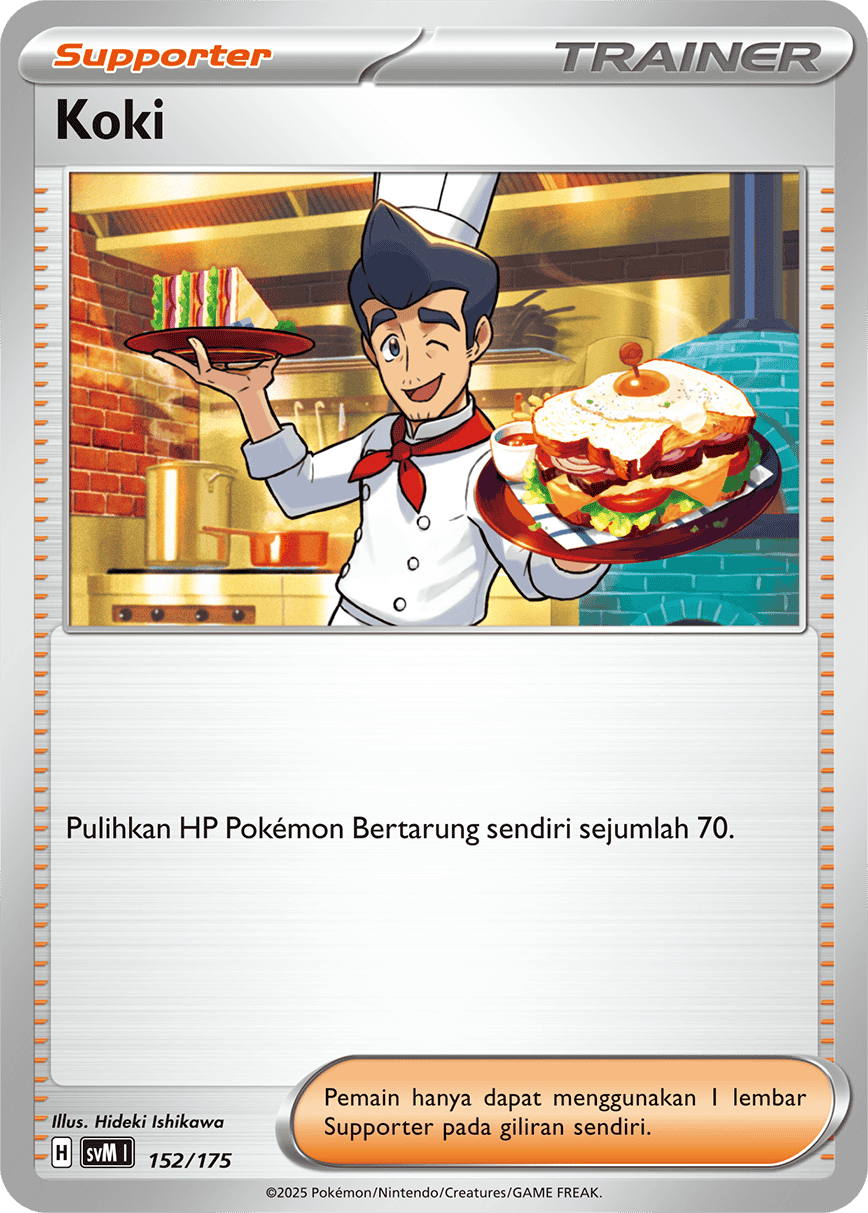 Supporter
TRAINER
Koki
Pulihkan HP Pokémon Bertarung sendiri sejumlah 70.
Pemain hanya dapat menggunakan 1 lembar
Supporter pada giliran sendiri.
Illus. Hideki Ishikawa
H svM I 152/175
©2025 Pokémon/Nintendo/Creatures/GAME FREAK.